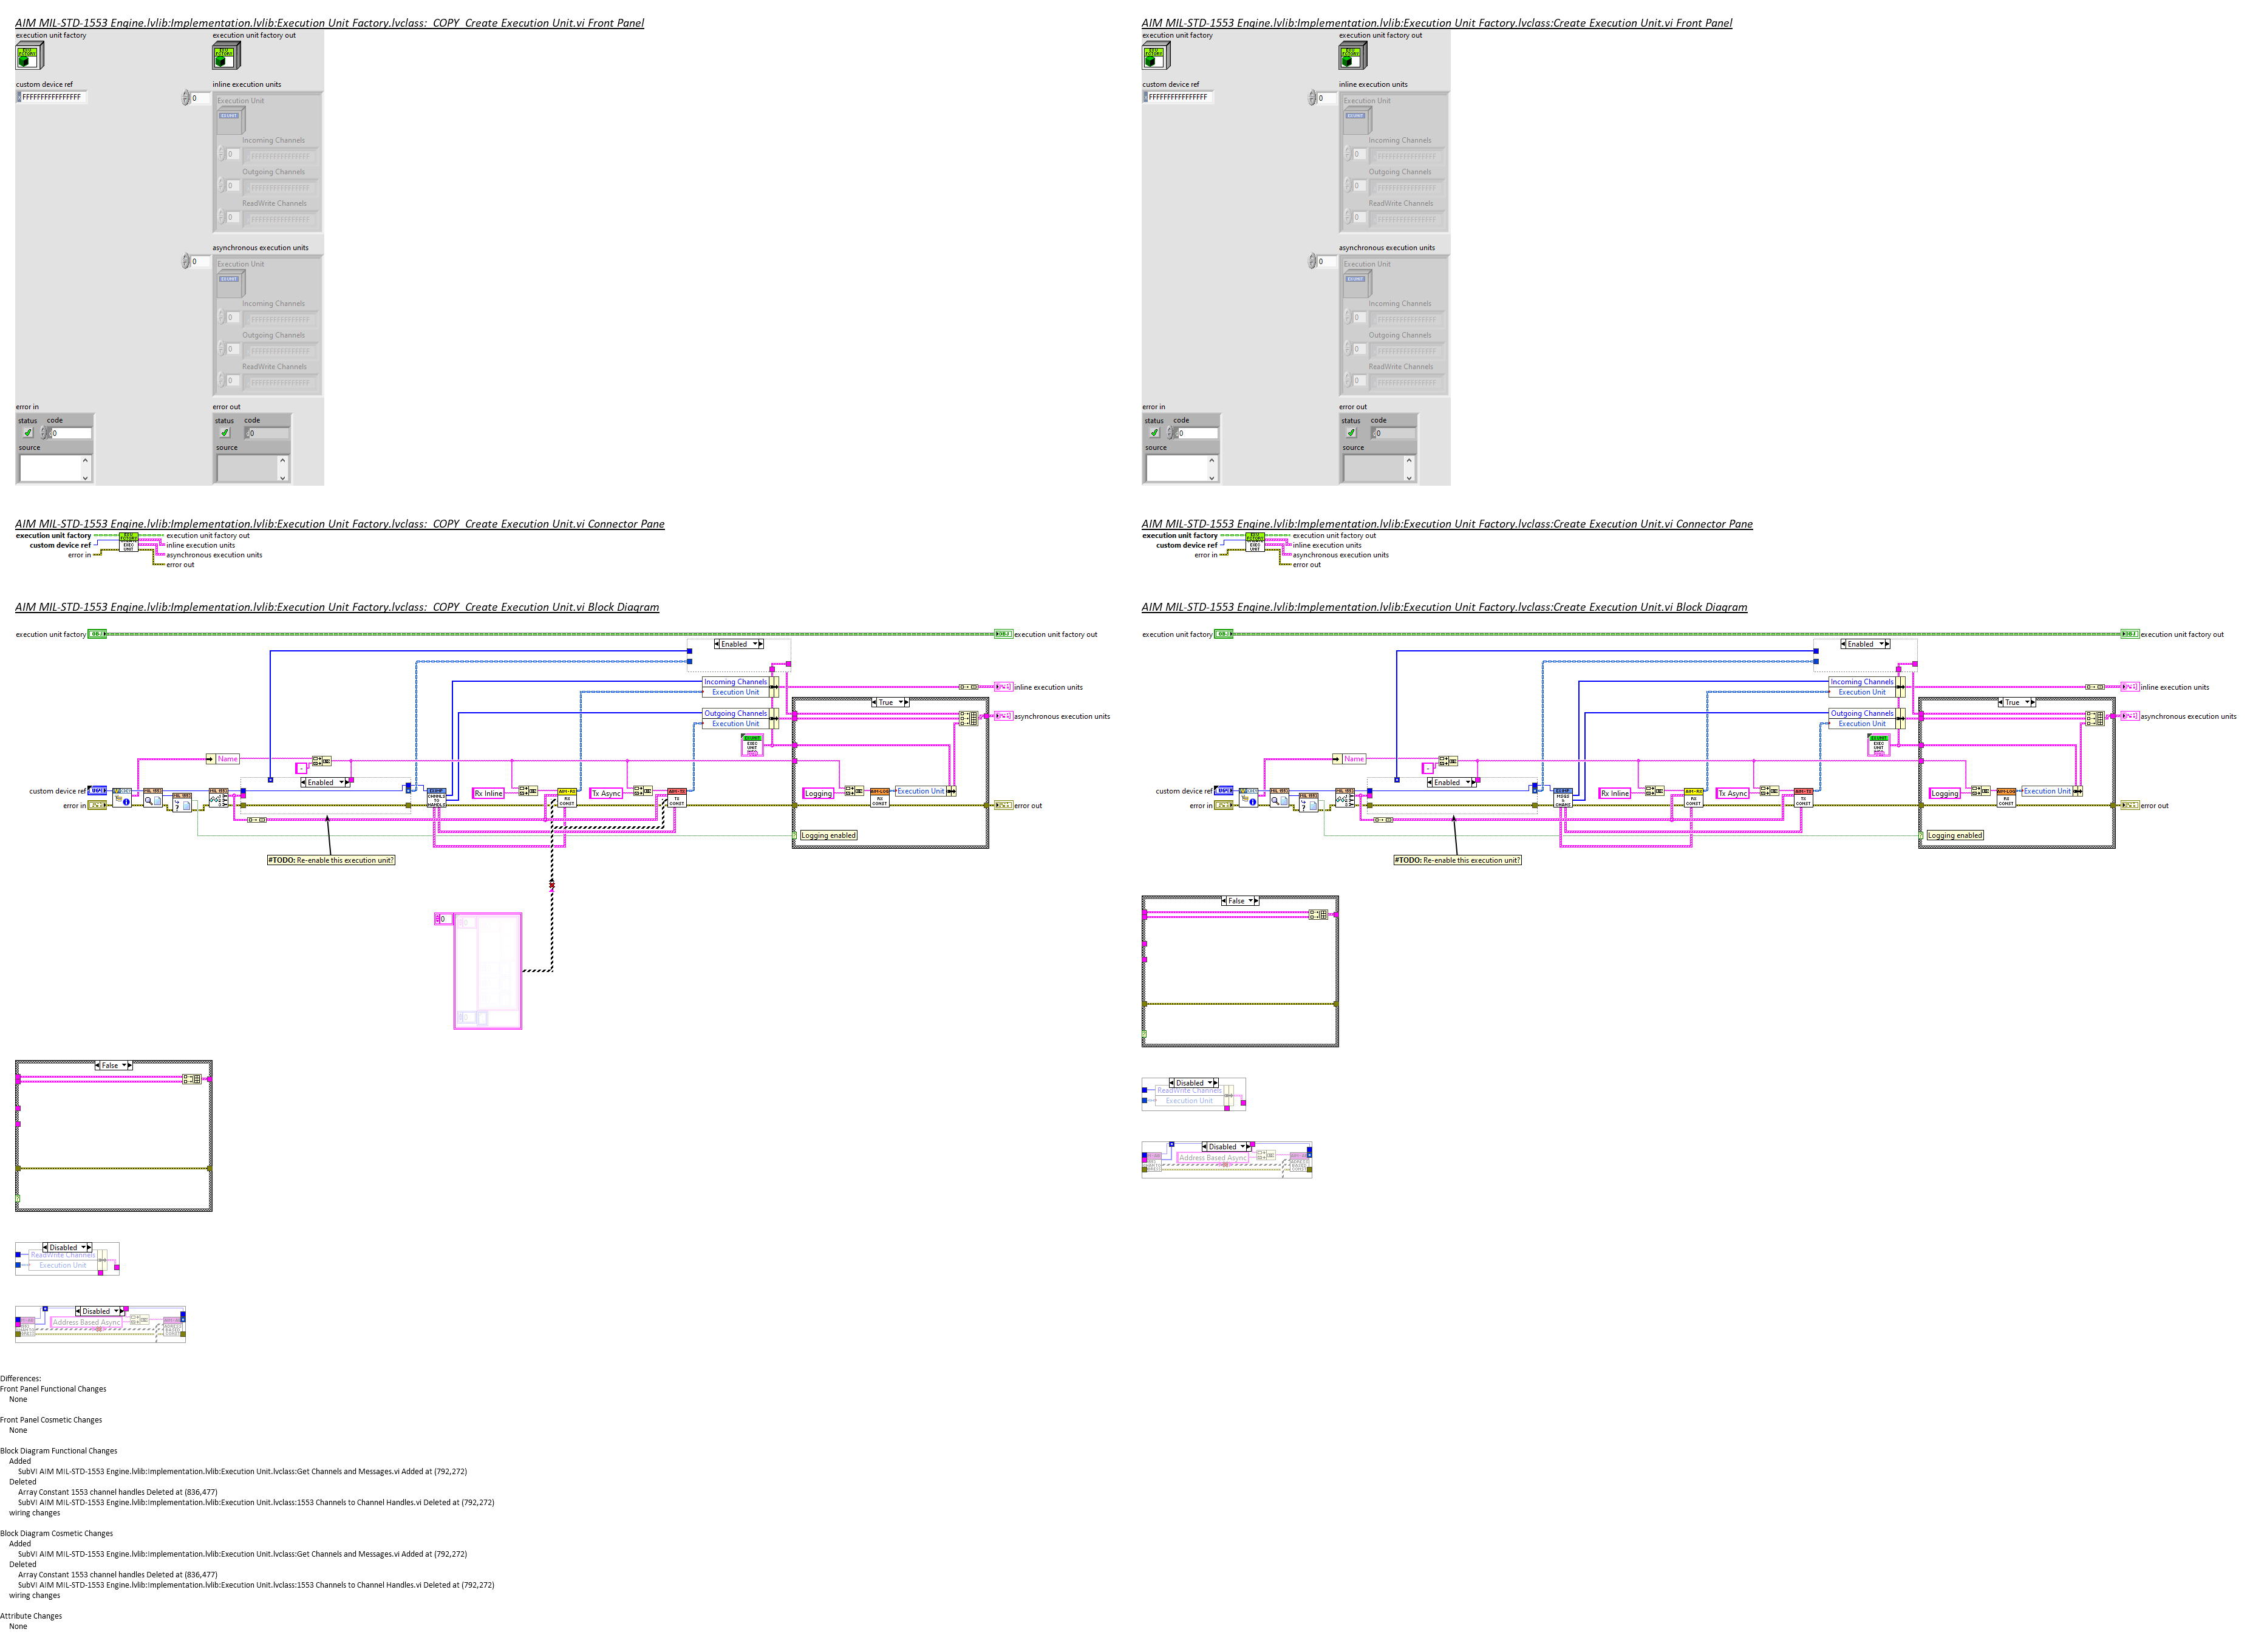 AIM MIL-STD-1553 Engine.lvlib:Implementation.lvlib:Execution Unit Factory.lvclass:_COPY_Create Execution Unit.vi Front Panel
execution unit factory
execution unit factory out
custom device ref
FFFFFFFFFFFFFFFF
inline execution units
0
Execution Unit
Incoming Channels
0
FFFFFFFFFFFFFFFF
Outgoing Channels
0
FFFFFFFFFFFFFFFF
ReadWrite Channels
0
FFFFFFFFFFFFFFFF
asynchronous execution units
0
Execution Unit
Incoming Channels
0
FFFFFFFFFFFFFFFF
Outgoing Channels
0
FFFFFFFFFFFFFFFF
ReadWrite Channels
0
FFFFFFFFFFFFFFFF
error in
status code
0
source
error out
status code
0
source
AIM MIL-STD-1553 Engine.lvlib:Implementation.lvlib:Execution Unit Factory.lvclass:_COPY_Create Execution Unit.vi Connector Pane
execution unit factory
custom device ref
error in
execution unit factory out
inline execution units
asynchronous execution units
error out
AIM MIL-STD-1553 Engine.lvlib:Implementation.lvlib:Execution Unit Factory.lvclass:_COPY_Create Execution Unit.vi Block Diagram
execution unit factory
execution unit factory out
Enabled
Incoming Channels
Execution Unit
inline execution units
True
Outgoing Channels
Execution Unit
asynchronous execution units
Name
Enabled
custom device ref
Rx Inline
Tx Async
Logging
Execution Unit
error in
error out
Logging enabled
#TODO: Re-enable this execution unit?
0
False
Disabled
ReadWrite Channels
Execution Unit
Disabled
Address Based Async
AIM MIL-STD-1553 Engine.lvlib:Implementation.lvlib:Execution Unit Factory.lvclass:Create Execution Unit.vi Front Panel
execution unit factory
execution unit factory out
custom device ref
FFFFFFFFFFFFFFFF
inline execution units
0
Execution Unit
Incoming Channels
0
FFFFFFFFFFFFFFFF
Outgoing Channels
0
FFFFFFFFFFFFFFFF
ReadWrite Channels
0
FFFFFFFFFFFFFFFF
asynchronous execution units
0
Execution Unit
Incoming Channels
0
FFFFFFFFFFFFFFFF
Outgoing Channels
0
FFFFFFFFFFFFFFFF
ReadWrite Channels
0
FFFFFFFFFFFFFFFF
error in
status code
0
source
error out
status code
0
source
AIM MIL-STD-1553 Engine.lvlib:Implementation.lvlib:Execution Unit Factory.lvclass:Create Execution Unit.vi Connector Pane
execution unit factory
custom device ref
error in
execution unit factory out
inline execution units
asynchronous execution units
error out
AIM MIL-STD-1553 Engine.lvlib:Implementation.lvlib:Execution Unit Factory.lvclass:Create Execution Unit.vi Block Diagram
execution unit factory
execution unit factory out
Enabled
Incoming Channels
Execution Unit
inline execution units
True
Outgoing Channels
Execution Unit
asynchronous execution units
Name
Enabled
custom device ref
Rx Inline
Tx Async
Logging
Execution Unit
error in
error out
Logging enabled
#TODO: Re-enable this execution unit?
False
Disabled
ReadWrite Channels
Execution Unit
Disabled
Address Based Async
Differences:
Front Panel Functional Changes
None
Front Panel Cosmetic Changes
None
Block Diagram Functional Changes
Added
SubVI AIM MIL-STD-1553 Engine.lvlib:Implementation.lvlib:Execution Unit.lvclass:Get Channels and Messages.vi Added at (792,272)
Deleted
Array Constant 1553 channel handles Deleted at (836,477)
SubVI AIM MIL-STD-1553 Engine.lvlib:Implementation.lvlib:Execution Unit.lvclass:1553 Channels to Channel Handles.vi Deleted at (792,272)
wiring changes
Block Diagram Cosmetic Changes
Added
SubVI AIM MIL-STD-1553 Engine.lvlib:Implementation.lvlib:Execution Unit.lvclass:Get Channels and Messages.vi Added at (792,272)
Deleted
Array Constant 1553 channel handles Deleted at (836,477)
SubVI AIM MIL-STD-1553 Engine.lvlib:Implementation.lvlib:Execution Unit.lvclass:1553 Channels to Channel Handles.vi Deleted at (792,272)
wiring changes
Attribute Changes
None